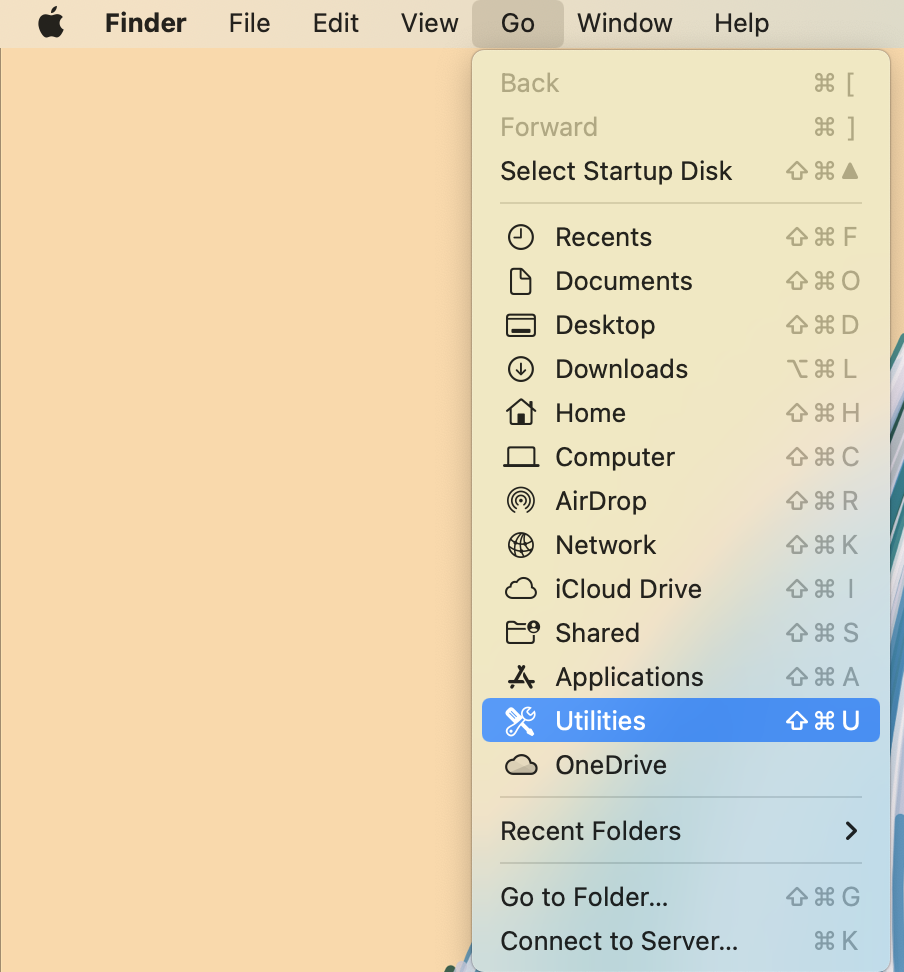 Finder File Edit View Go Window Help
Back ⌘ [
Forward ⌘ ]
Select Startup Disk ⇧ ⌘ ▲
Recents ⇧ ⌘ F
Documents ⇧ ⌘ O
Desktop ⇧ ⌘ D
Downloads ⌥ ⌘ L
Home ⇧ ⌘ H
Computer ⇧ ⌘ C
AirDrop ⇧ ⌘ R
Network ⇧ ⌘ K
iCloud Drive ⇧ ⌘ I
Shared ⇧ ⌘ S
Applications ⇧ ⌘ A
Utilities ⇧ ⌘ U
OneDrive
Recent Folders
Go to Folder... ⇧ ⌘ G
Connect to Server... ⌘ K